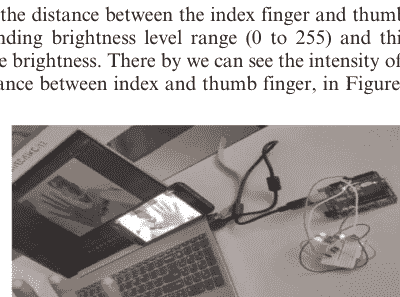 the distance between the index finger and thumb
nding brightness level range (0 to 255) and thi
e brightness. There by we can see the intensity of
ance between index and thumb finger, in Figure